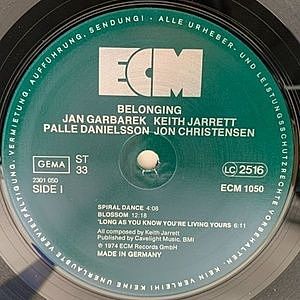 ECM
BELONGING
JAN GARBAREK KEITH JARRETT
PALLE DANIELSSON JON CHRISTENSEN
GEMA
ST
33
LC 2516
2301 050
SIDE I
ECM 1050
SPIRAL DANCE 4:08
BLOSSOM 12:18
'LONG AS YOU KNOW YOU'RE LIVING YOURS 6:11
All composed by Keith Jarrett
Published by Cavelight Music, BMI
℗ 1974 ECM Records GmbH
MADE IN GERMANY
ALLE URHEBER- UND LEISTUNGSSCHUTZRECHTE VORBEHALTEN · KEIN VERLEIH! KEINE UNERLAUBTE VERVIELFÄLTIGUNG, VERMIETUNG, AUFFÜHRUNG, SENDUNG!